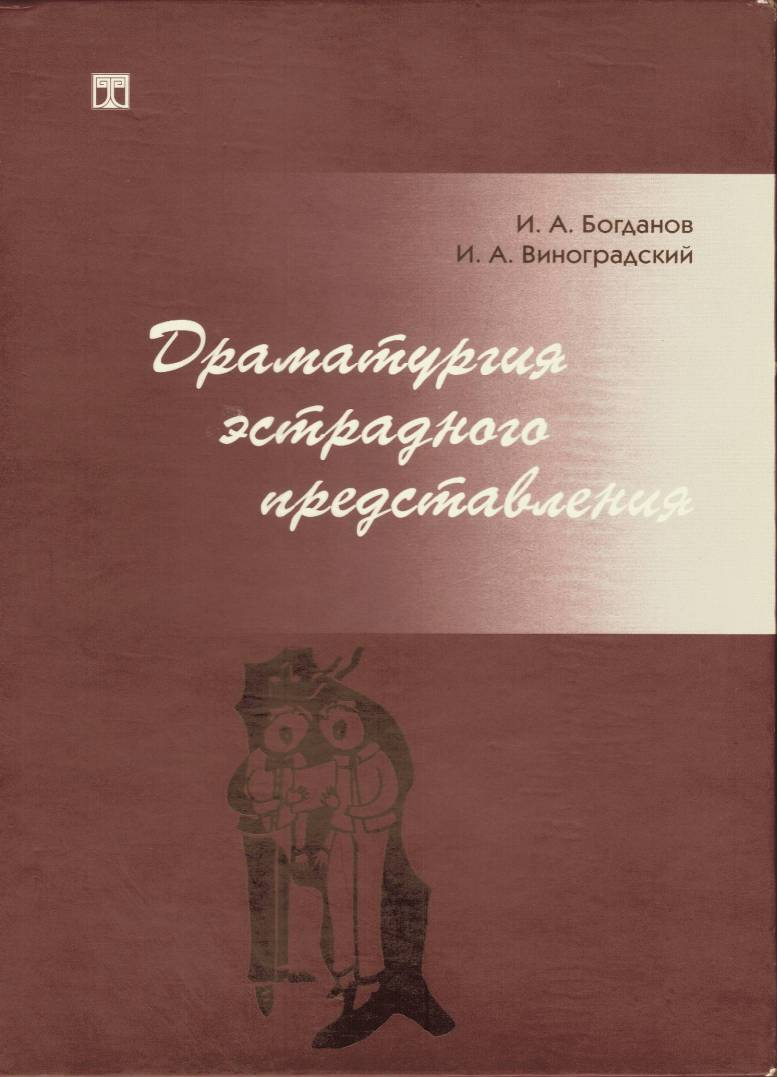 И. А. Богданов
И. А. Виноградский
Драматургия
эстрадного
представления